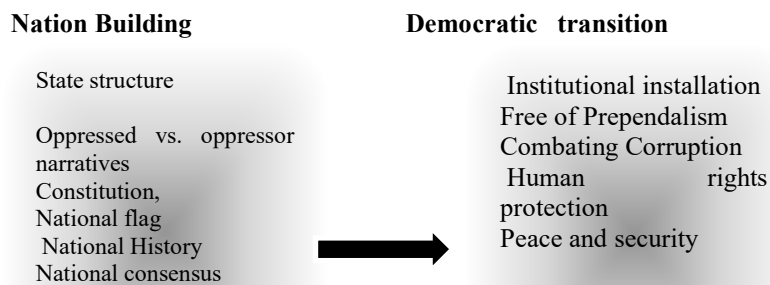 Nation Building
State structure
Oppressed vs. oppressor
narratives
Constitution,
National flag
National History
National consensus
Democratic transition
Institutional installation
Free of Prependalism
Combating Corruption
Human rights
protection
Peace and security